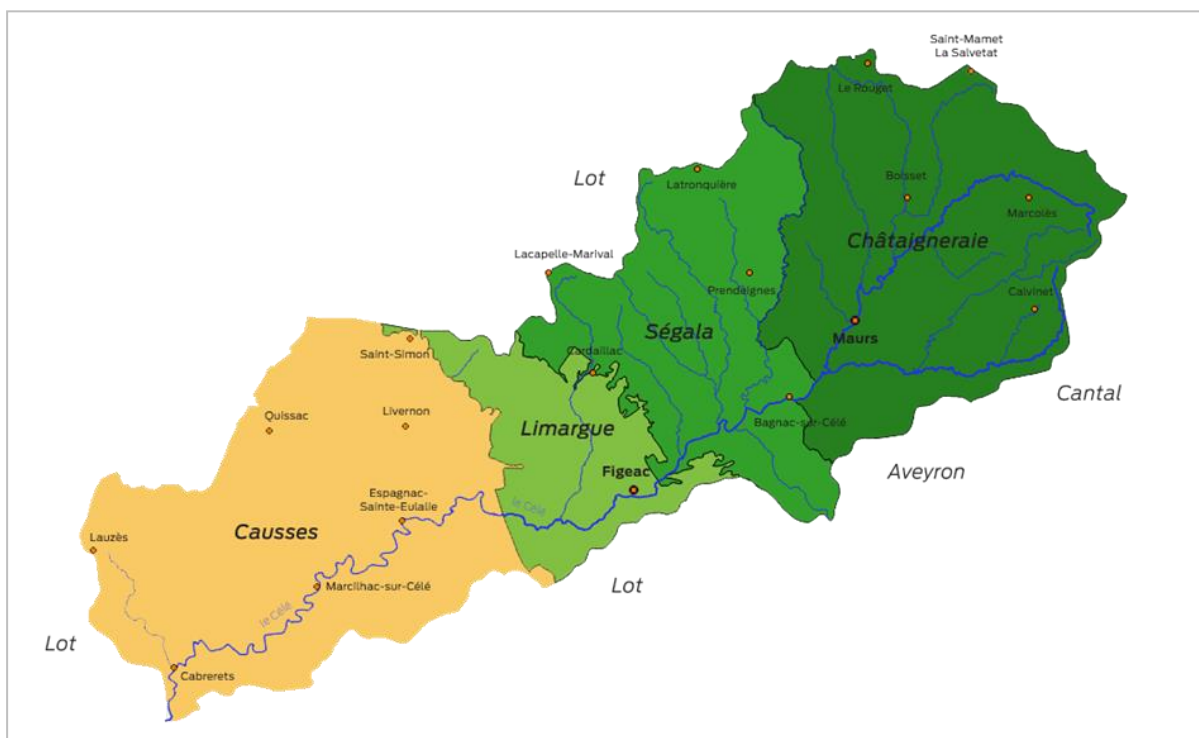 Saint-Mamet
La Salvetat
Le Rouget
Lot
Latronquière
Boisset
Marcolès
Châtaigneraie
Lacapelle-Marival
Prendeignes
Calvinet
Ségala
Maurs
Saint-Simon
Cardaillac
Cantal
Quissac
Livernon
Limargue
Bagnac-sur-Célé
Figeac
Aveyron
Espagnac-
Sainte-Eulalie
le Célé
Causses
Lauzès
Lot
Marcilhac-sur-Célé
le Célé
Lot
Cabrerets